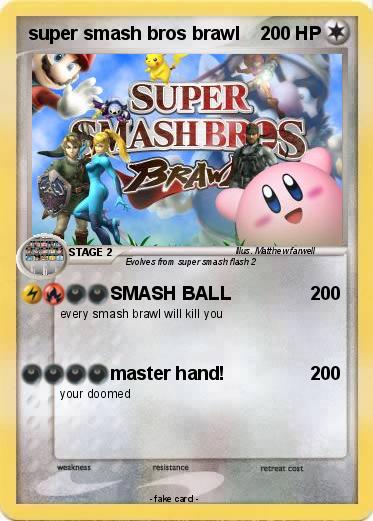 super smash bros brawl 200 HP
SUPER
SMASH BROS
BRAWL
STAGE 2
Illus. Matthew farwell
Evolves from super smash flash 2
SMASH BALL 200
every smash brawl will kill you
master hand! 200
your doomed
weakness resistance retreat cost
- fake card -